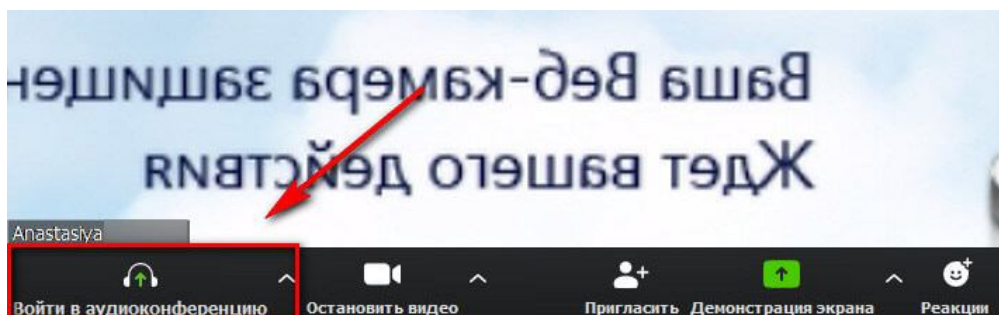 Ваша Веб-камера защищен
Ждет вашего действия
Anastasiya
Войти в аудиоконференцию Остановить видео Пригласить Демонстрация экрана Реакции